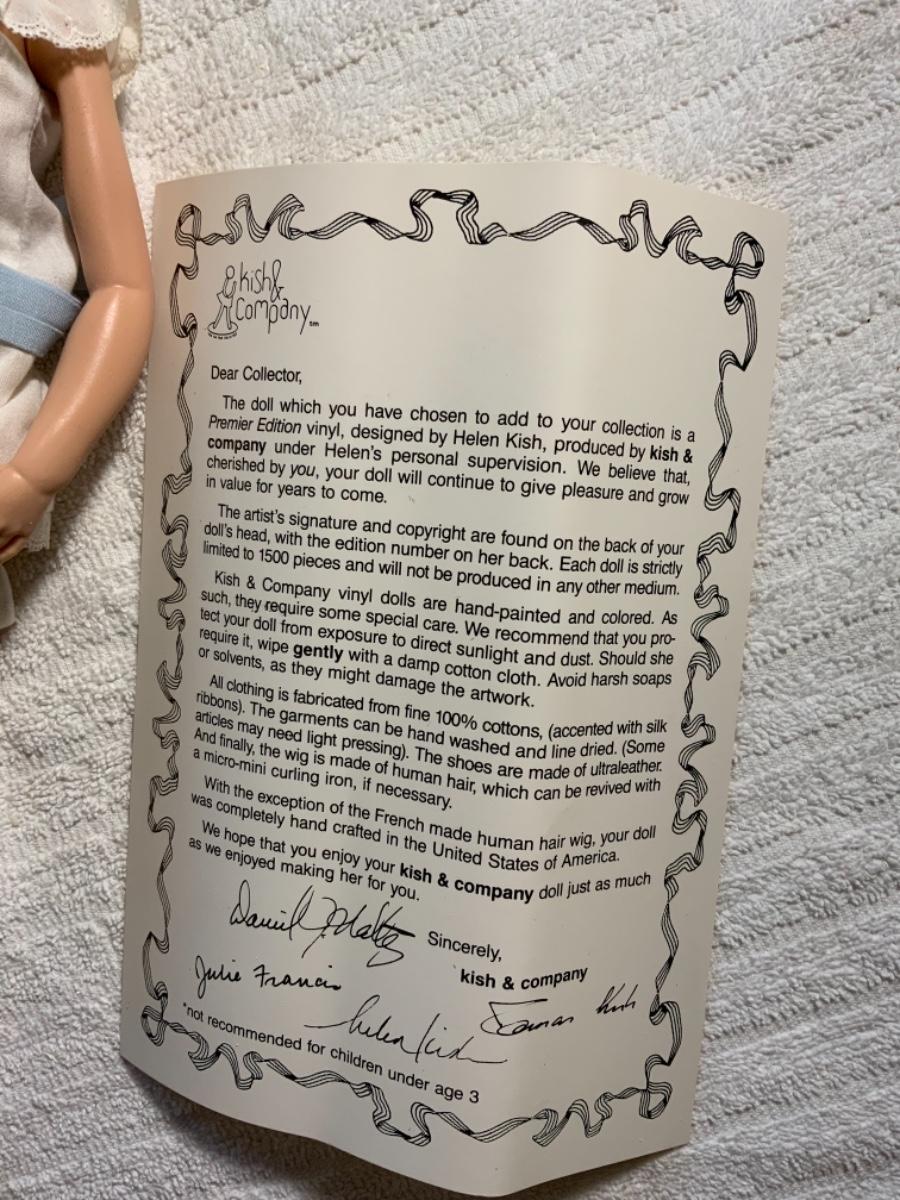 kish&
Company™
Dear Collector,
The doll which you have chosen to add to your collection is a
Premier Edition vinyl, designed by Helen Kish, produced by kish &
company under Helen's personal supervision. We believe that,
cherished by you, your doll will continue to give pleasure and grow
in value for years to come.
The artist's signature and copyright are found on the back of your
doll's head, with the edition number on her back. Each doll is strictly
limited to 1500 pieces and will not be produced in any other medium.
Kish & Company vinyl dolls are hand-painted and colored. As
such, they require some special care. We recommend that you pro-
tect your doll from exposure to direct sunlight and dust. Should she
require it, wipe gently with a damp cotton cloth. Avoid harsh soaps
or solvents, as they might damage the artwork.
All clothing is fabricated from fine 100% cottons, (accented with silk
ribbons). The garments can be hand washed and line dried. (Some
articles may need light pressing). The shoes are made of ultraleather.
And finally, the wig is made of human hair, which can be revived with
a micro-mini curling iron, if necessary.
With the exception of the French made human hair wig, your doll
was completely hand crafted in the United States of America.
We hope that you enjoy your kish & company doll just as much
as we enjoyed making her for you.
Sincerely,
kish & company
Julie Francis
Helen Kish
Kish
*not recommended for children under age 3